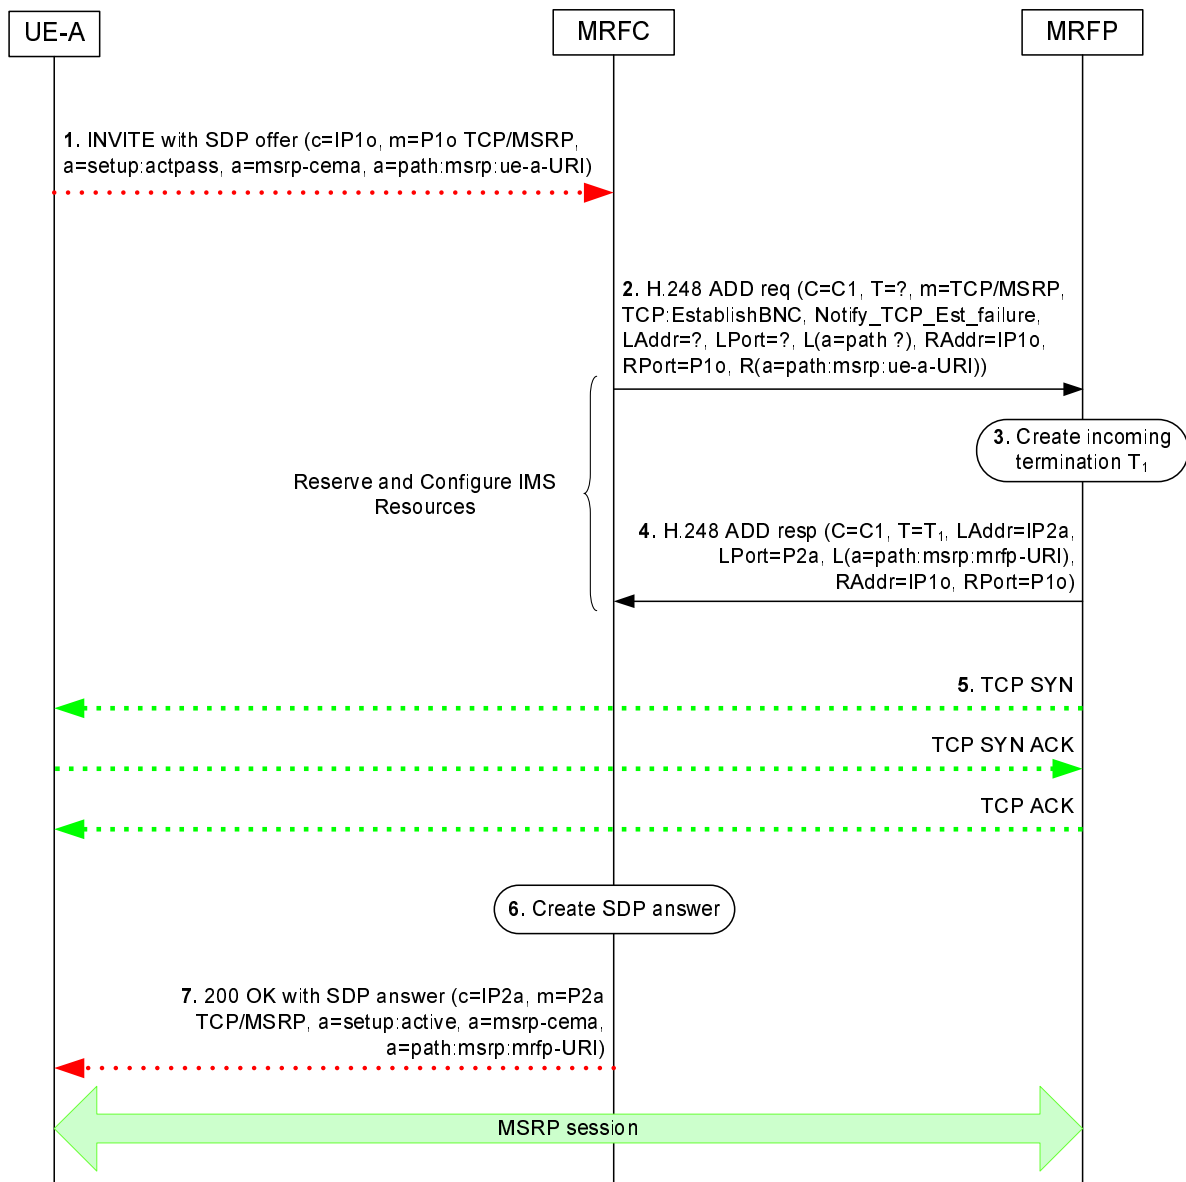 UE-A
MRFC
MRFP
1. INVITE with SDP offer (c=IP1o, m=P1o TCP/MSRP,
a=setup:actpass, a=msrp-cema, a=path:msrp:ue-a-URI)
2. H.248 ADD req (C=C1, T=?, m=TCP/MSRP,
TCP:EstablishBNC, Notify_TCP_Est_failure,
LAddr=?, LPort=?, L(a=path ?), RAddr=IP1o,
RPort=P1o, R(a=path:msrp:ue-a-URI))
3. Create incoming
termination T1
Reserve and Configure IMS
Resources
4. H.248 ADD resp (C=C1, T=T1, LAddr=IP2a,
LPort=P2a, L(a=path:msrp:mrfp-URI),
RAddr=IP1o, RPort=P1o)
5. TCP SYN
TCP SYN ACK
TCP ACK
6. Create SDP answer
7. 200 OK with SDP answer (c=IP2a, m=P2a
TCP/MSRP, a=setup:active, a=msrp-cema,
a=path:msrp:mrfp-URI)
MSRP session